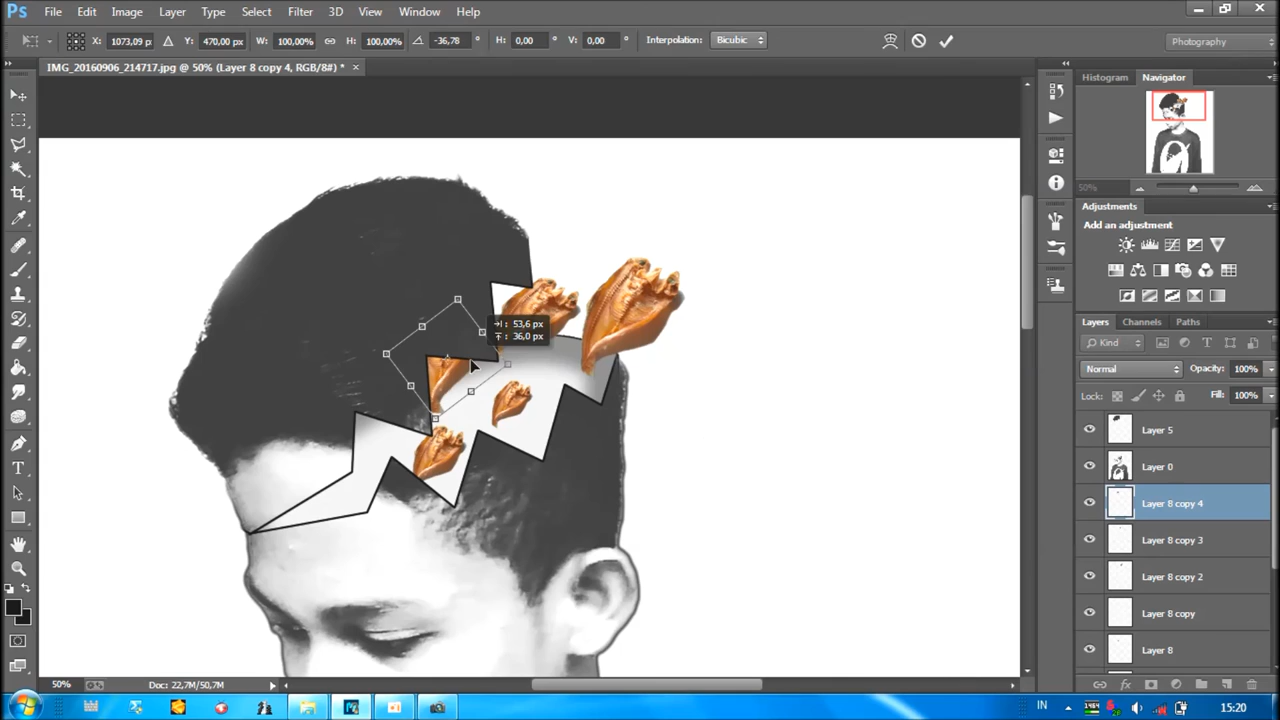 Ps File Edit Image Layer Type Select Filter 3D View Window Help
X: 1073,09 p Y: 470,00 px W: 100,00% H: 100,00% -36,78 ° H: 0,00 ° V: 0,00 ° Interpolation: Bicubic Photography
IMG_20160906_214717.jpg @ 50% (Layer 8 copy 4, RGB/8#) * ×
Histogram Navigator
50%
Adjustments
Add an adjustment
Layers Channels Paths
Kind
Normal Opacity: 100%
Lock: Fill: 100%
Layer 5
Layer 0
Layer 8 copy 4
Layer 8 copy 3
Layer 8 copy 2
Layer 8 copy
Layer 8
: 53,6 px
: 36,0 px
50% Doc: 22,7M/50,7M
IN 15:20